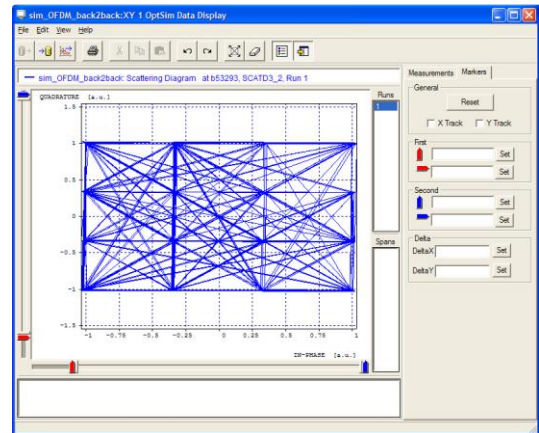 sim_OFDM_back2back:XY 1 OptSim Data Display
File Edit View Help
sim_OFDM_back2back: Scattering Diagram at b53293, SCATD3_2, Run 1
QUADRATURE [a.u.]
1.5
1
0.5
0
-0.5
-1
-1.5
-1 -0.75 -0.5 -0.25 0 0.25 0.5 0.75 1
IN-PHASE [a.u.]
Runs
1
Spans
Measurements Markers
General
Reset
X Track Y Track
First
Set
Set
Second
Set
Set
Delta
DeltaX Set
DeltaY Set